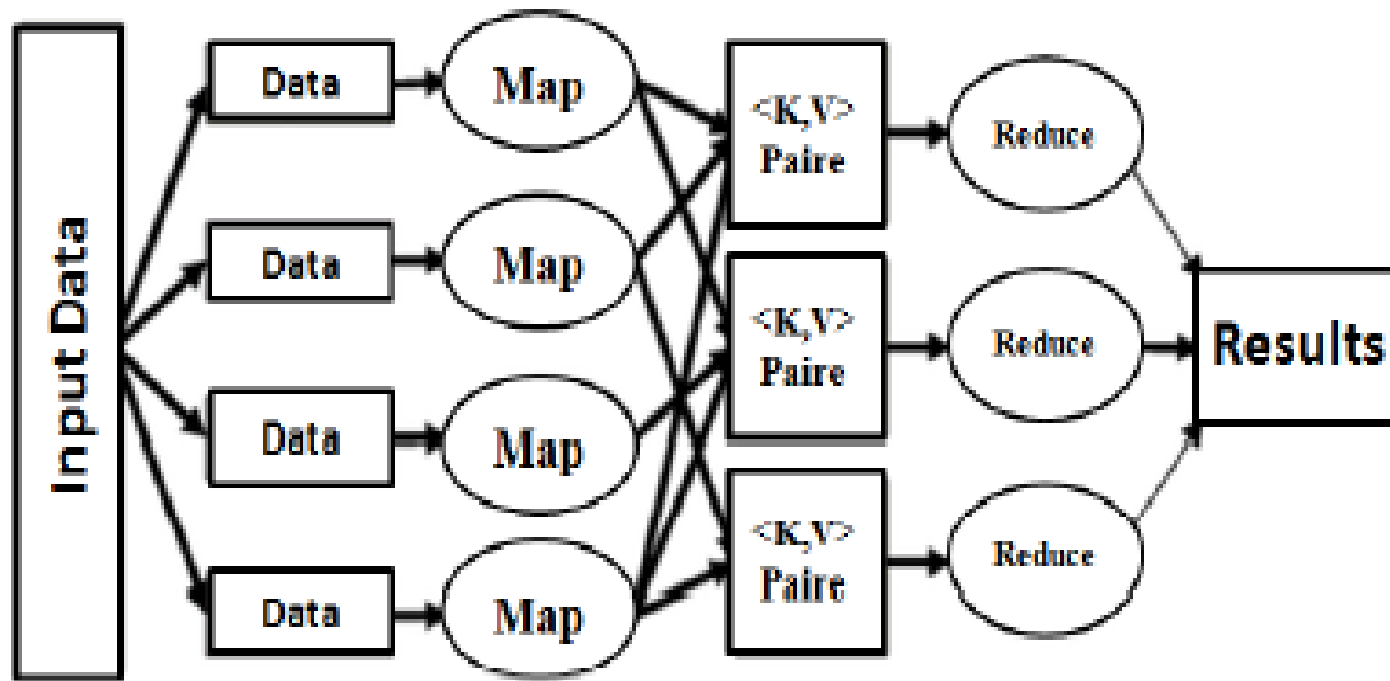 Input Data
Data
Map
Data
Map
Data
Map
Data
Map
<K,V>
Paire
Reduce
<K,V>
Paire
Reduce
<K,V>
Paire
Reduce
Results